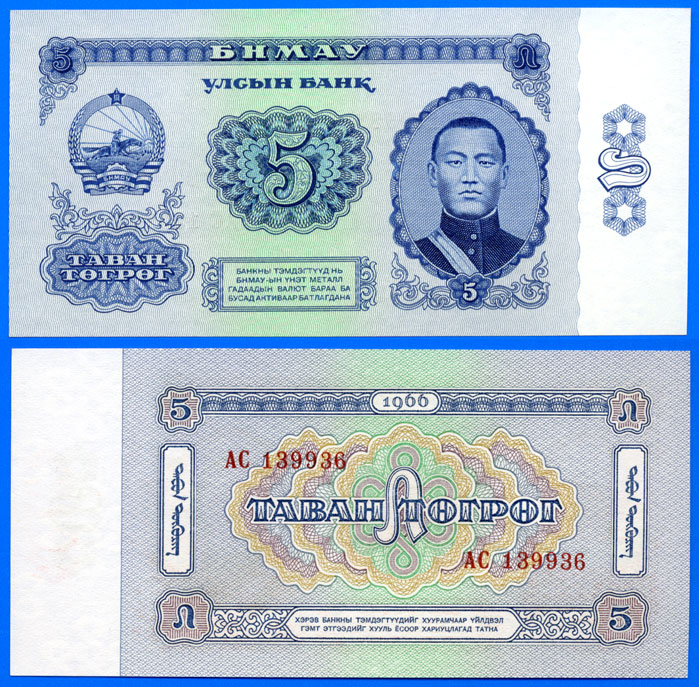 5
БНМАУ
УЛСЫН БАНК
БНМАУ
5
ТАВАН
ТӨГРӨГ
БАНКНЫ ТЭМДЭГТҮҮД НЬ
БНМАУ-ЫН ҮНЭТ МЕТАЛЛ
ГАДААДЫН ВАЛЮТ БАРАА БА
БУСАД АКТИВААР БАТЛАГДАНА
5
1966
5
АС 139936
ТАВАН ТӨГРӨГ
АС 139936
5
ХЭРЭВ БАНКНЫ ТЭМДЭГТҮҮДИЙГ ХУУРАМЧААР ҮЙЛДВЭЛ
ГЭМТ ЭТГЭЭДИЙГ ХУУЛЬ ЁСООР ХАРИУЦЛАГАД ТАТНА